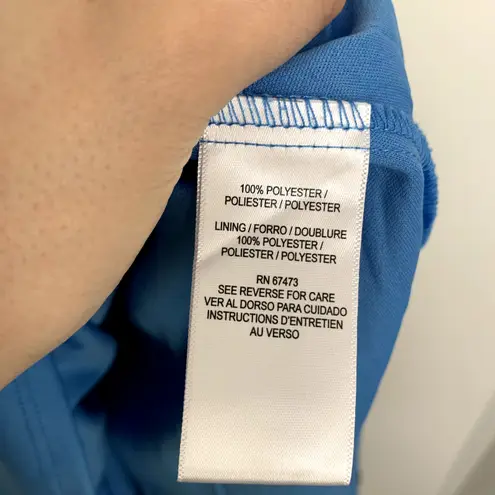 100% POLYESTER /
POLIESTER / POLYESTER
LINING / FORRO / DOUBLURE
100% POLYESTER /
POLIESTER / POLYESTER
RN 67473
SEE REVERSE FOR CARE
VER AL DORSO PARA CUIDADO
INSTRUCTIONS D'ENTRETIEN
AU VERSO